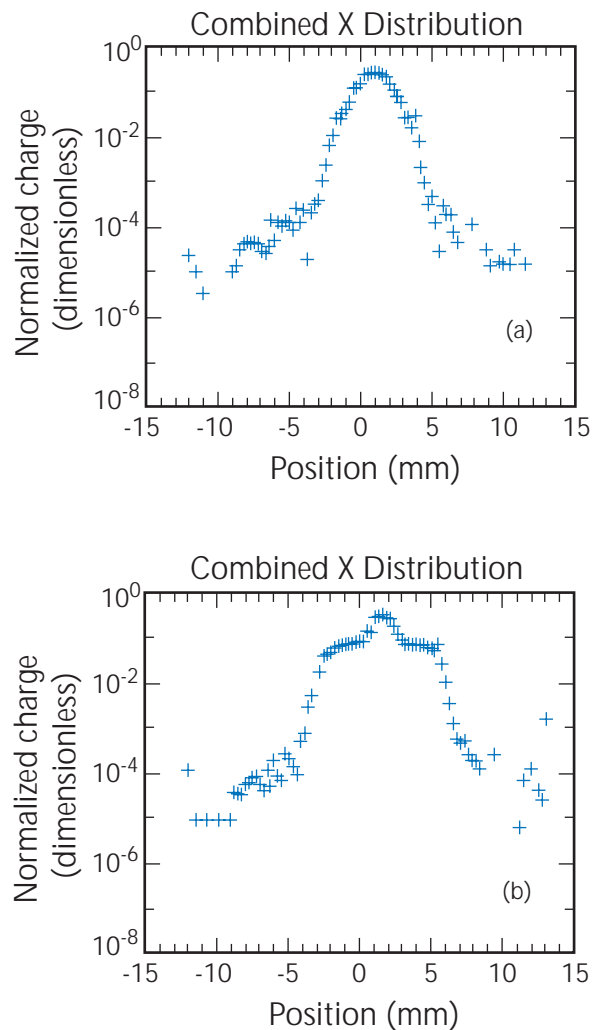 Combined X Distribution
Normalized charge
(dimensionless)
10^0
10^-2
10^-4
10^-6
10^-8
(a)
-15 -10 -5 0 5 10 15
Position (mm)
Combined X Distribution
Normalized charge
(dimensionless)
10^0
10^-2
10^-4
10^-6
10^-8
(b)
-15 -10 -5 0 5 10 15
Position (mm)